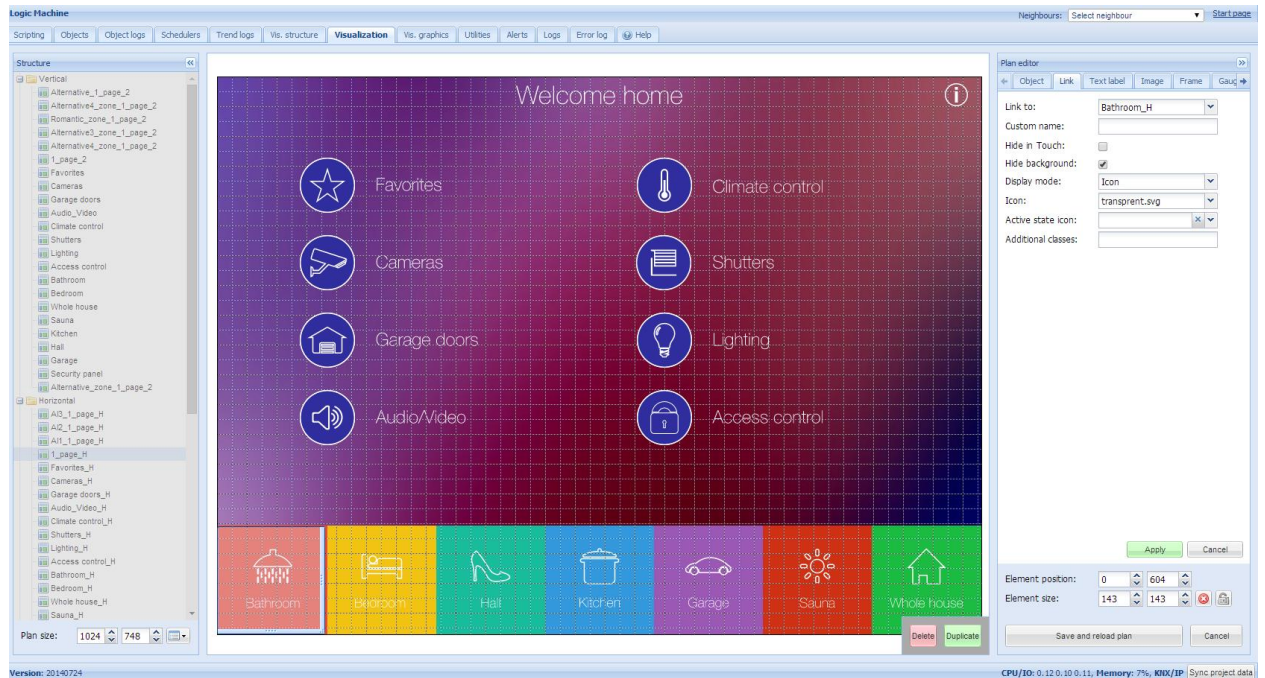 Logic Machine
Neighbours: Select neighbour Start page
Scripting Objects Object logs Schedulers Trend logs Vis. structure Visualization Vis. graphics Utilities Alerts Logs Error log Help
Structure
Vertical
Alternative_1_page_2
Alternative4_zone_1_page_2
Romantic_zone_1_page_2
Alternative3_zone_1_page_2
Alternative4_zone_1_page_2
1_page_2
Favorites
Cameras
Garage doors
Audio_Video
Climate control
Shutters
Lighting
Access control
Bathroom
Bedroom
Whole house
Sauna
Kitchen
Hall
Garage
Security panel
Alternative_zone_1_page_2
Horizontal
Al3_1_page_H
Al2_1_page_H
Al1_1_page_H
1_page_H
Favorites_H
Cameras_H
Garage doors_H
Audio_Video_H
Climate control_H
Shutters_H
Lighting_H
Access control_H
Bathroom_H
Bedroom_H
Whole house_H
Sauna_H
Plan size: 1024 748
Welcome home
Favorites Climate control
Cameras Shutters
Garage doors Lighting
Audio/Video Access control
Bathroom Bedroom Hall Kitchen Garage Sauna Whole house
Delete Duplicate
Plan editor
Object Link Text label Image Frame Gaug
Link to: Bathroom_H
Custom name:
Hide in Touch:
Hide background:
Display mode: Icon
Icon: transprent.svg
Active state icon:
Additional classes:
Apply Cancel
Element position: 0 604
Element size: 143 143
Save and reload plan Cancel
Version: 20140724
CPU/IO: 0.12 0.10 0.11, Memory: 7%, KNX/IP Sync project data